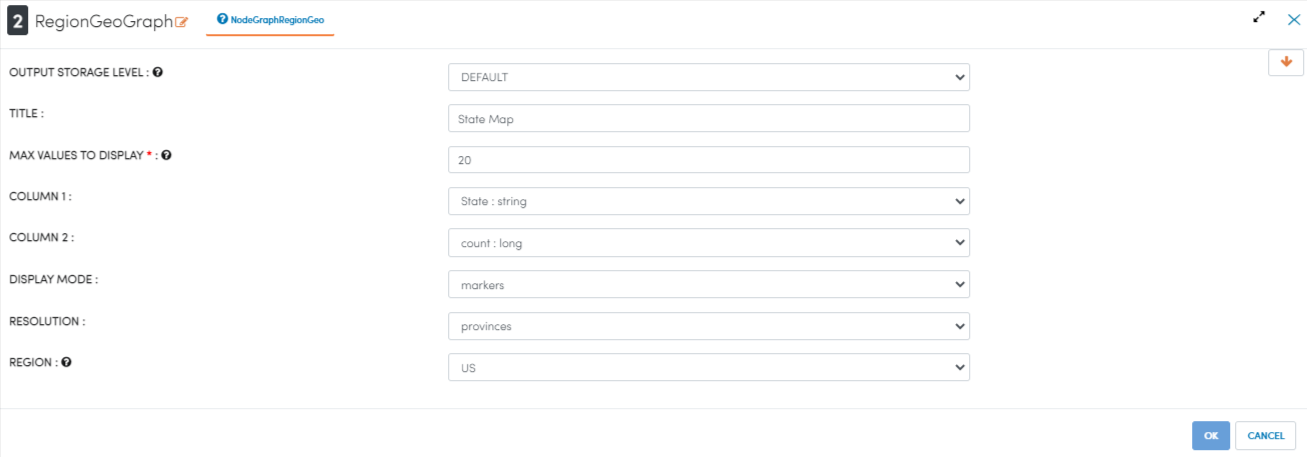 2 RegionGeoGraph NodeGraphRegionGeo
OUTPUT STORAGE LEVEL : DEFAULT
TITLE : State Map
MAX VALUES TO DISPLAY * : 20
COLUMN 1 : State : string
COLUMN 2 : count : long
DISPLAY MODE : markers
RESOLUTION : provinces
REGION : US
OK CANCEL